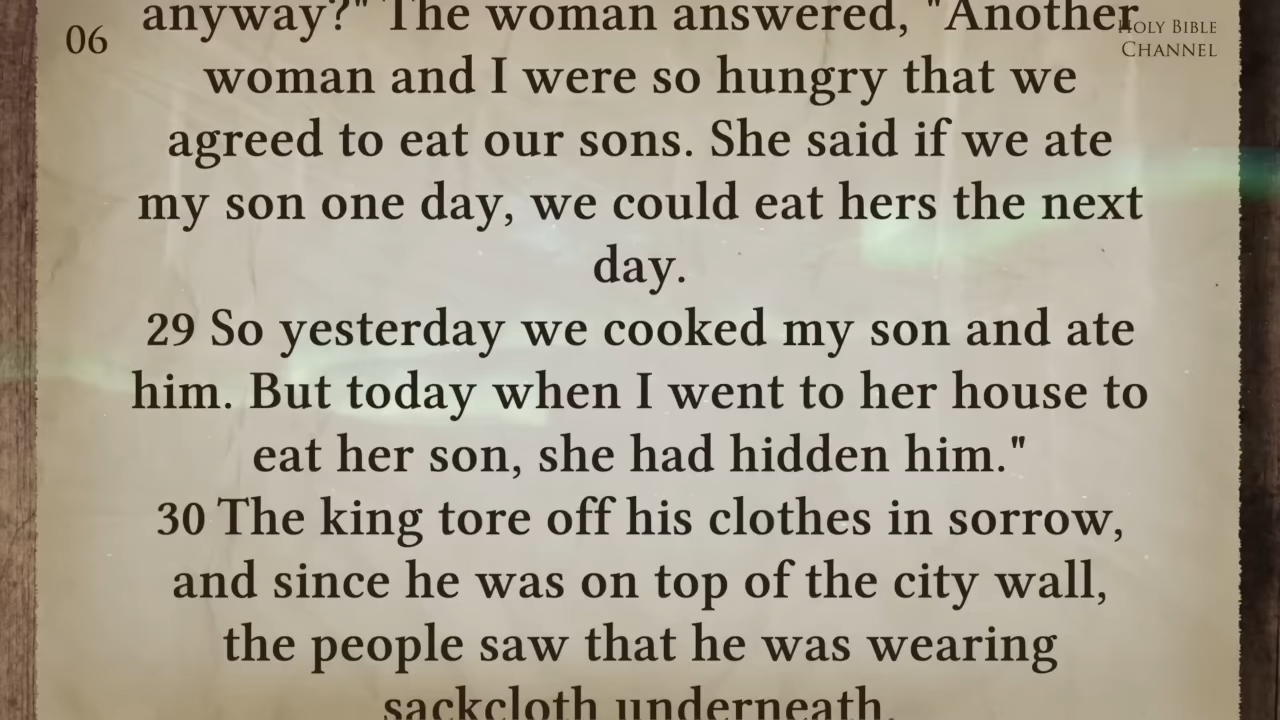 06
HOLY BIBLE
CHANNEL
anyway?" The woman answered, "Another
woman and I were so hungry that we
agreed to eat our sons. She said if we ate
my son one day, we could eat hers the next
day.
29 So yesterday we cooked my son and ate
him. But today when I went to her house to
eat her son, she had hidden him."
30 The king tore off his clothes in sorrow,
and since he was on top of the city wall,
the people saw that he was wearing
sackcloth underneath.